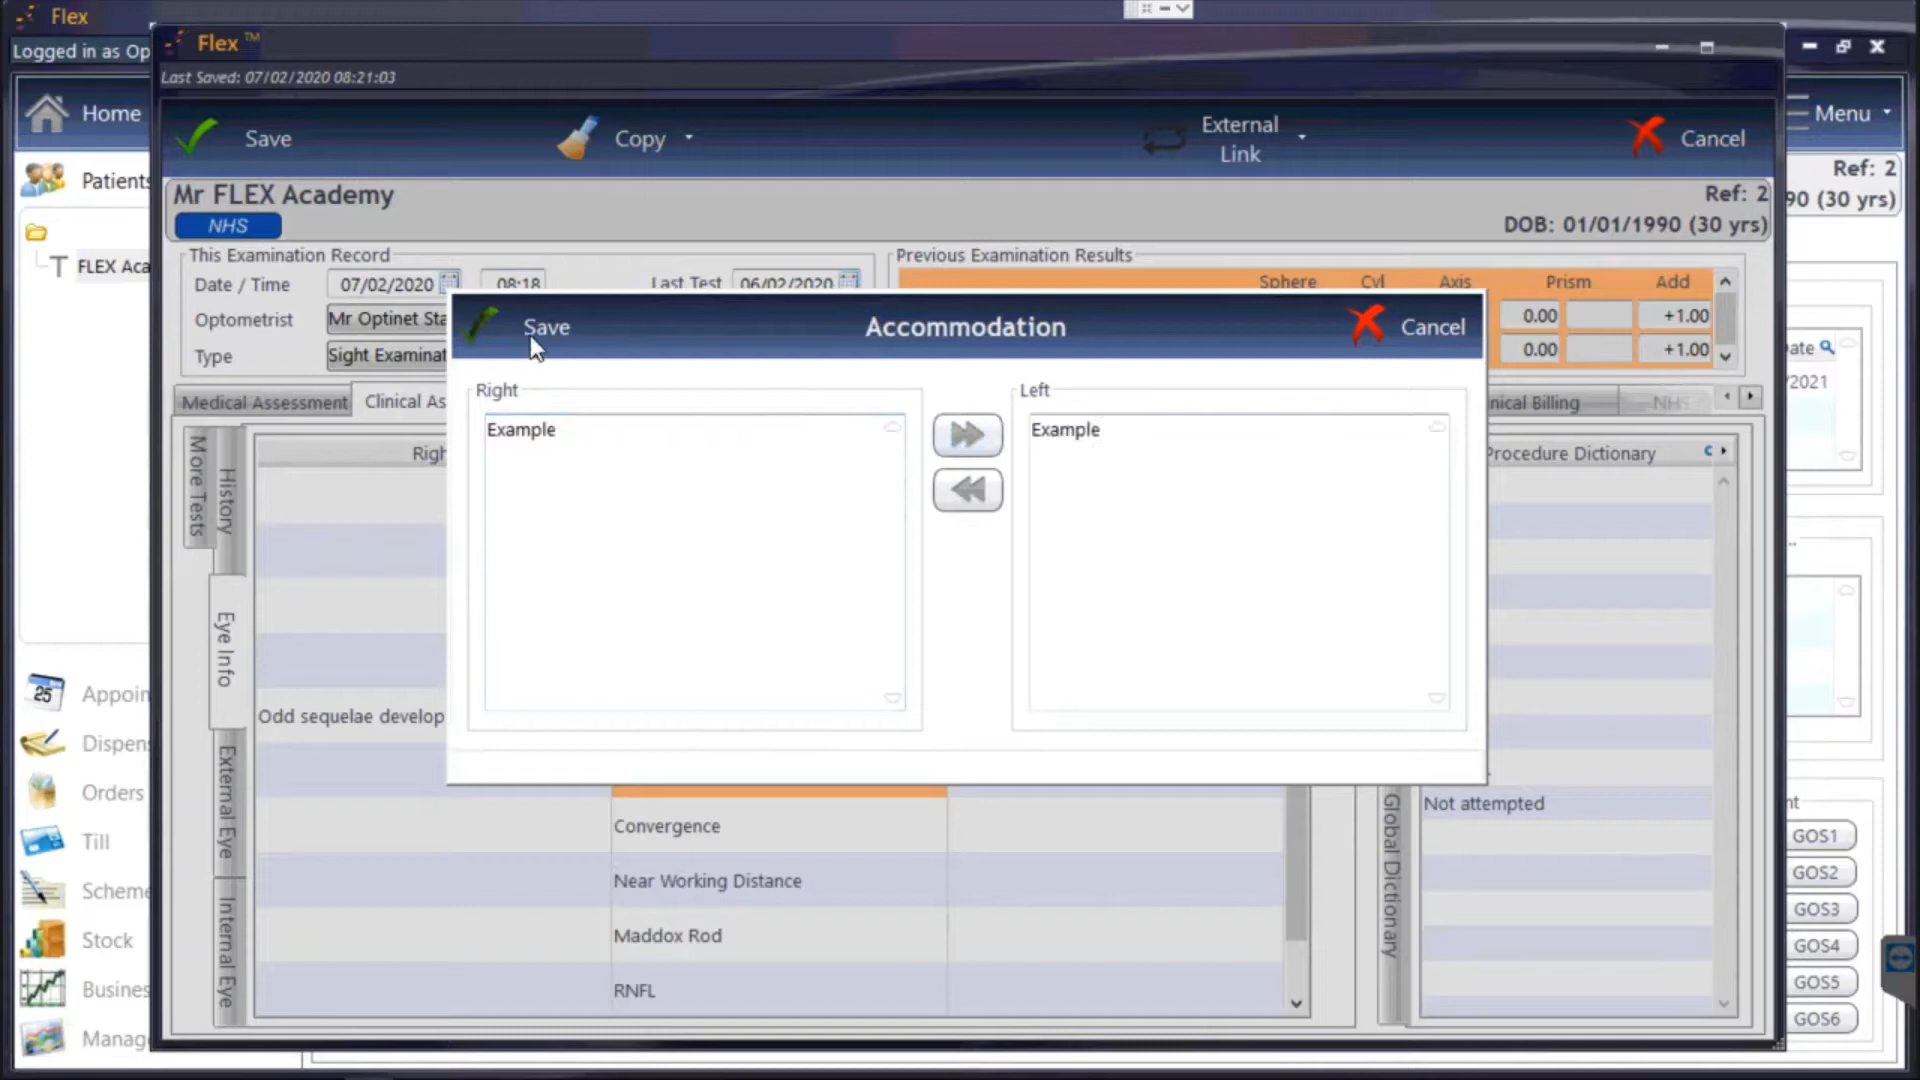 Flex
Logged in as Op
Flex™
Last Saved: 07/02/2020 08:21:03
Home
Save
Copy
External
Link
Cancel
Menu
Patients
Mr FLEX Academy
Ref: 2
Ref: 2
NHS
DOB: 01/01/1990 (30 yrs)
90 (30 yrs)
FLEX Aca
This Examination Record
Previous Examination Results
Date / Time
07/02/2020
08:18
Last Test
06/02/2020
Sphere
Cyl
Axis
Prism
Add
Optometrist
Mr Optinet Sta
0.00
+1.00
Type
Sight Examinat
0.00
+1.00
Save
Accommodation
Cancel
Medical Assessment
Clinical As
nical Billing
NHS
ate
/2021
Right
Left
Example
Example
More Tests
History
Righ
Procedure Dictionary
Eye Info
Odd sequelae develop
External Eye
Internal Eye
Convergence
Near Working Distance
Maddox Rod
RNFL
Global Dictionary
Not attempted
25
Appoin
Dispens
Orders
Till
Scheme
Stock
Busines
Manag
nt
GOS1
GOS2
GOS3
GOS4
GOS5
GOS6